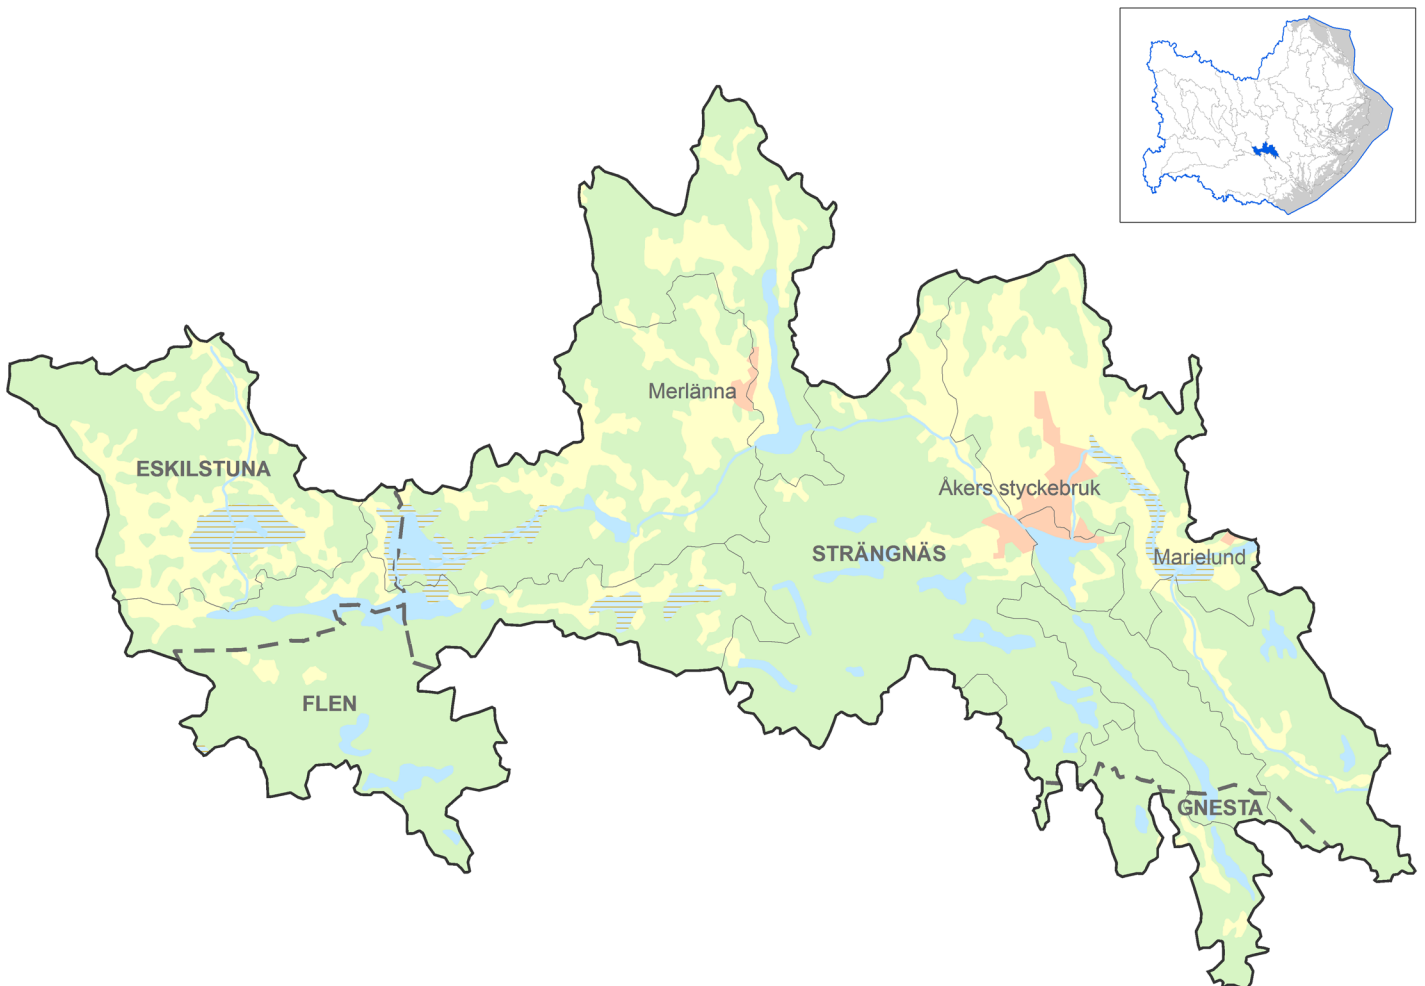 Merlänna
ESKILSTUNA
Åkers styckebruk
STRÄNGNÄS
Marielund
FLEN
GNESTA